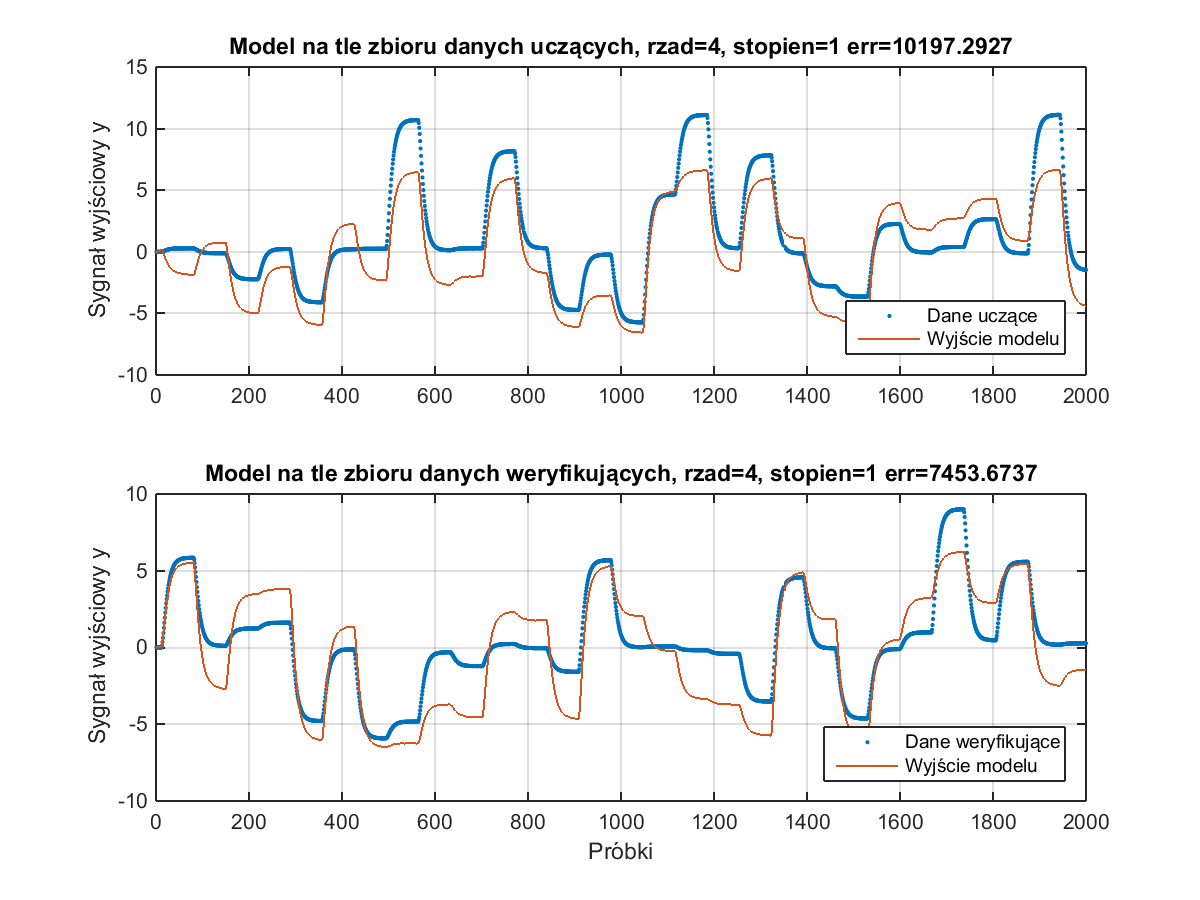 Model na tle zbioru danych uczących, rzad=4, stopien=1 err=10197.2927
Sygnał wyjściowy y
15
10
5
0
-5
-10
0 200 400 600 800 1000 1200 1400 1600 1800 2000
Dane uczące
Wyjście modelu
Model na tle zbioru danych weryfikujących, rzad=4, stopien=1 err=7453.6737
Sygnał wyjściowy y
10
5
0
-5
-10
0 200 400 600 800 1000 1200 1400 1600 1800 2000
Dane weryfikujące
Wyjście modelu
Próbki